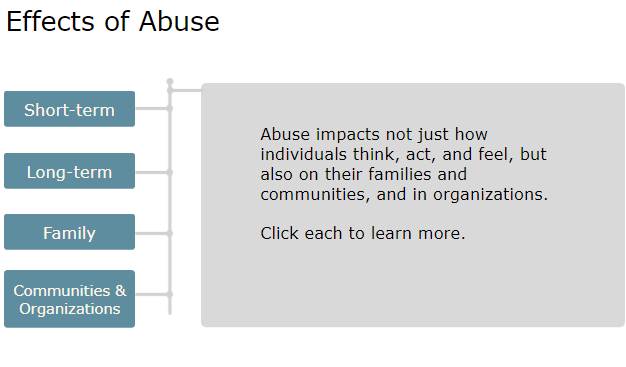 Effects of Abuse
Short-term
Long-term
Family
Communities &
Organizations
Abuse impacts not just how
individuals think, act, and feel, but
also on their families and
communities, and in organizations.
Click each to learn more.